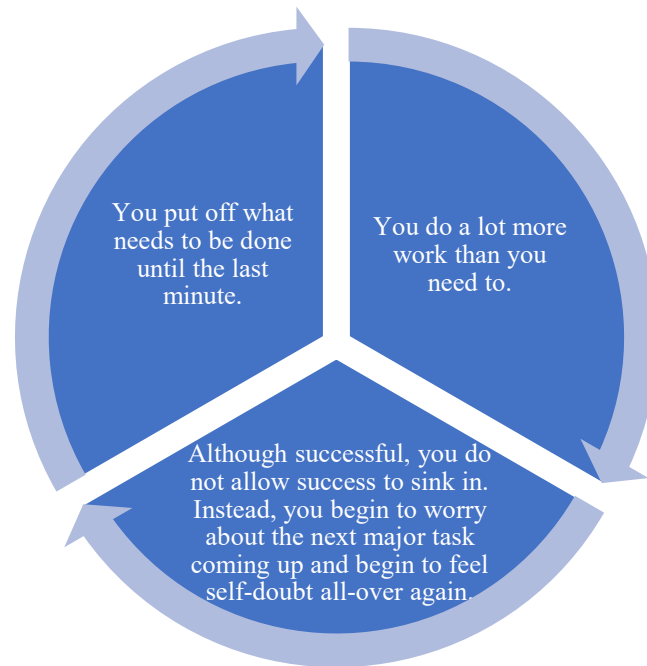 You put off what
needs to be done
until the last
minute.
You do a lot more
work than you
need to.
Although successful, you do
not allow success to sink in.
Instead, you begin to worry
about the next major task
coming up and begin to feel
self-doubt all-over again.